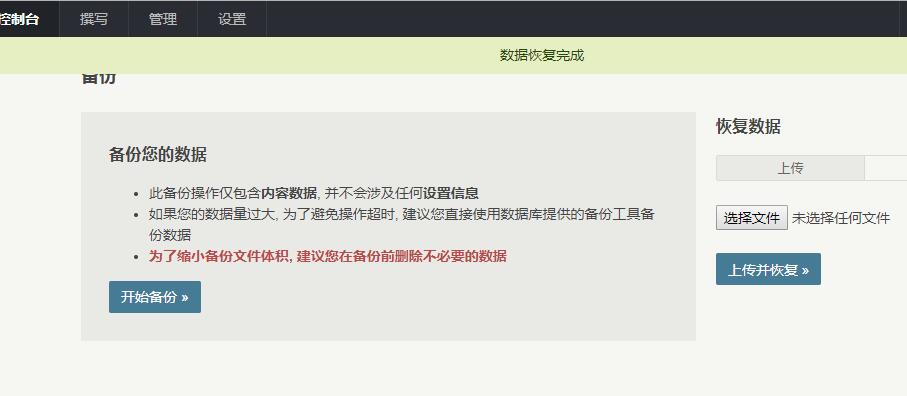 控制台 撰写 管理 设置
数据恢复完成
备份
备份您的数据
此备份操作仅包含内容数据, 并不会涉及任何设置信息
如果您的数据量过大, 为了避免操作超时, 建议您直接使用数据库提供的备份工具备
份数据
为了缩小备份文件体积, 建议您在备份前删除不必要的数据
开始备份 »
恢复数据
上传
选择文件 未选择任何文件
上传并恢复 »